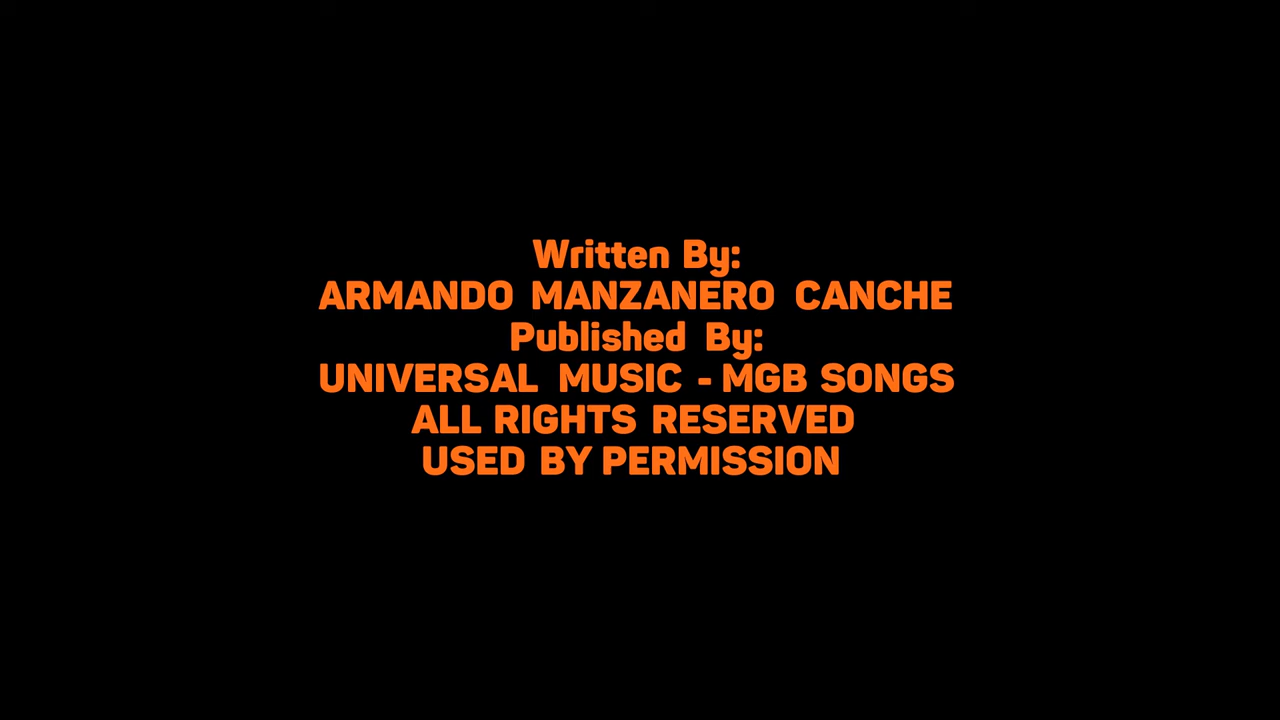 Written By:
ARMANDO MANZANERO CANCHE
Published By:
UNIVERSAL MUSIC - MGB SONGS
ALL RIGHTS RESERVED
USED BY PERMISSION